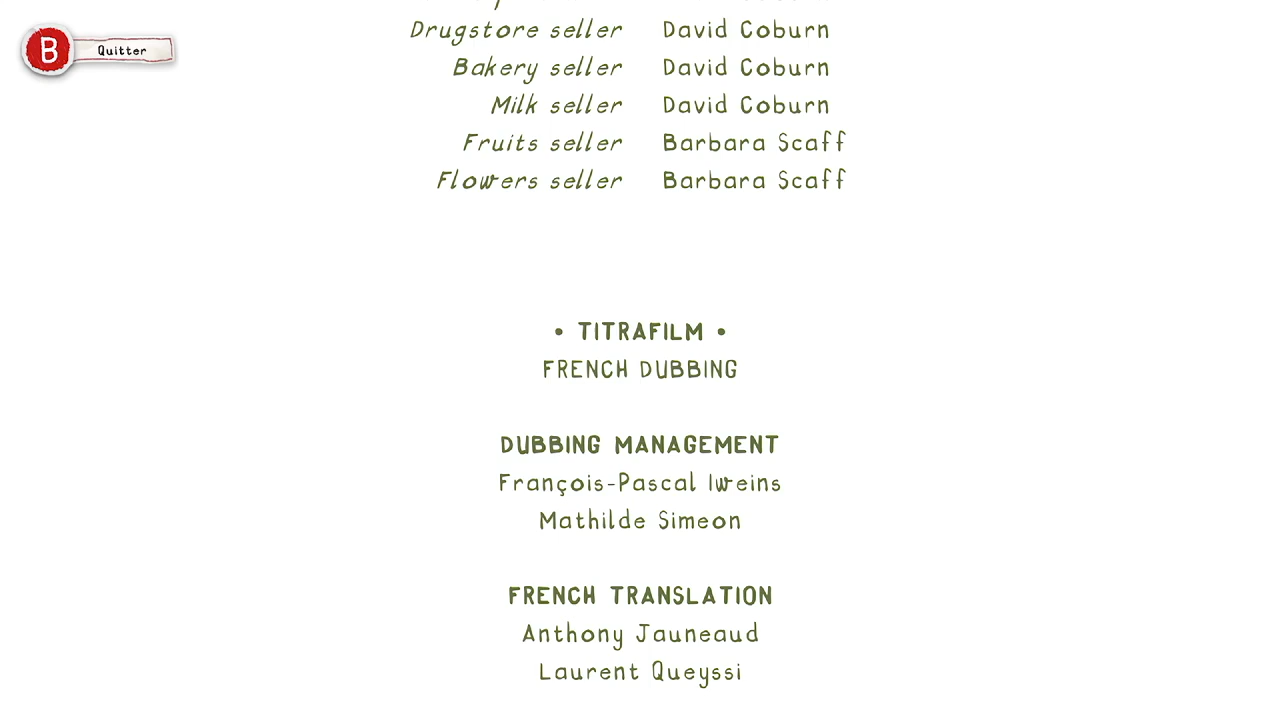 B Quitter
Drugstore seller David Coburn
Bakery seller David Coburn
Milk seller David Coburn
Fruits seller Barbara Scaff
Flowers seller Barbara Scaff
• TITRAFILM •
FRENCH DUBBING
DUBBING MANAGEMENT
François-Pascal Iweins
Mathilde Simeon
FRENCH TRANSLATION
Anthony Jauneaud
Laurent Queyssi